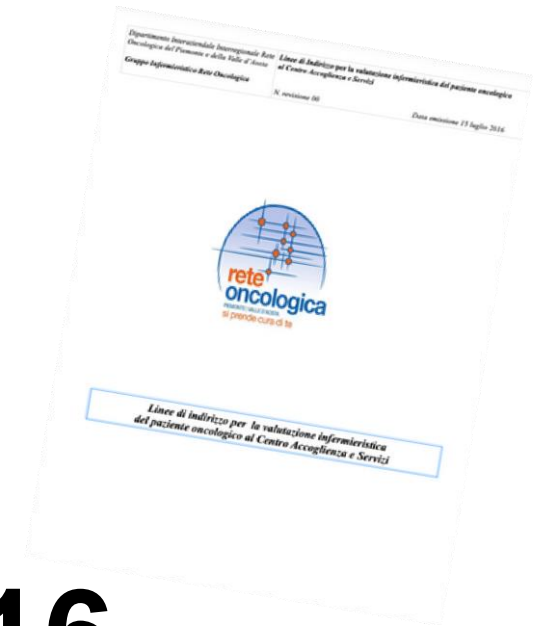 Dipartimento Interaziendale Interregionale Rete
Oncologica del Piemonte e della Valle d'Aosta
Gruppo Infermieristico Rete Oncologica
Linee di Indirizzo per la valutazione infermieristica del paziente oncologico
al Centro Accoglienza e Servizi
N. revisione 00
Data emissione 15 luglio 2016
rete
oncologica
PIEMONTE | VALLE D'AOSTA
si prende cura di te
Linee di indirizzo per la valutazione infermieristica
del paziente oncologico al Centro Accoglienza e Servizi
16